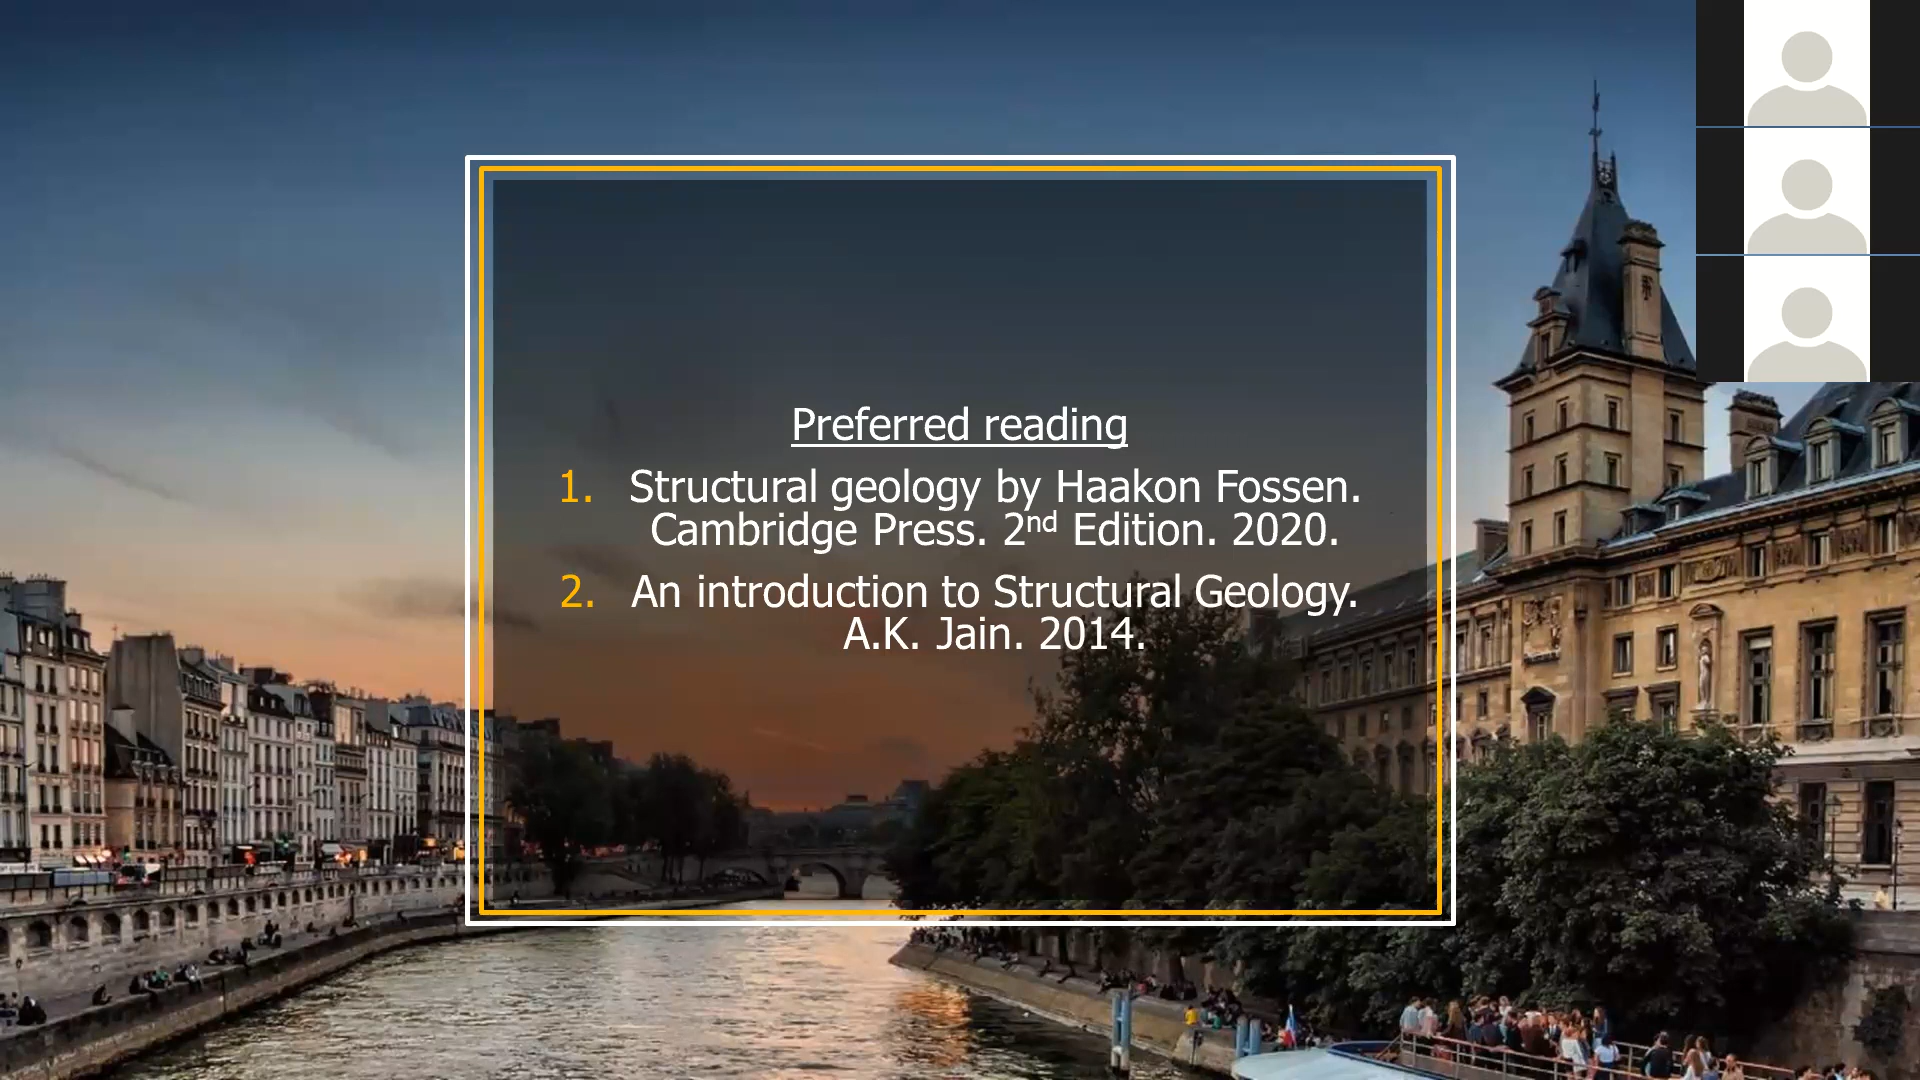 Preferred reading
1. Structural geology by Haakon Fossen.
Cambridge Press. 2nd Edition. 2020.
2. An introduction to Structural Geology.
A.K. Jain. 2014.